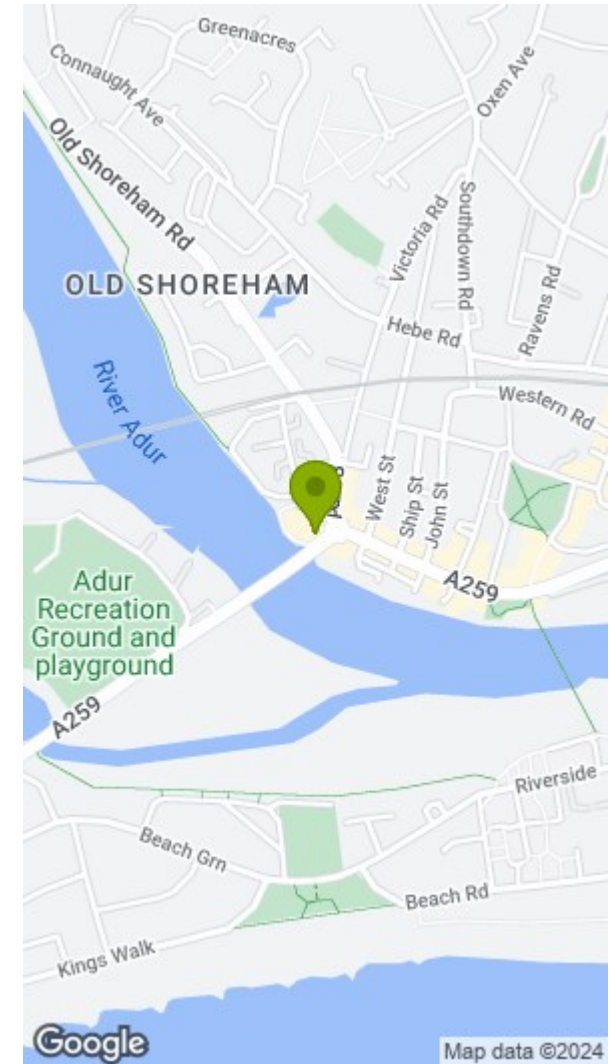 Greenacres
Connaught Ave
Oxen Ave
Old Shoreham Rd
Victoria Rd
Southdown Rd
OLD SHOREHAM
Ravens Rd
Hebe Rd
River Adur
Western Rd
West St
Ship St
John St
A259
Adur
Recreation
Ground and
playground
A259
Riverside
Beach Grn
Beach Rd
Kings Walk
Google
Map data ©2024